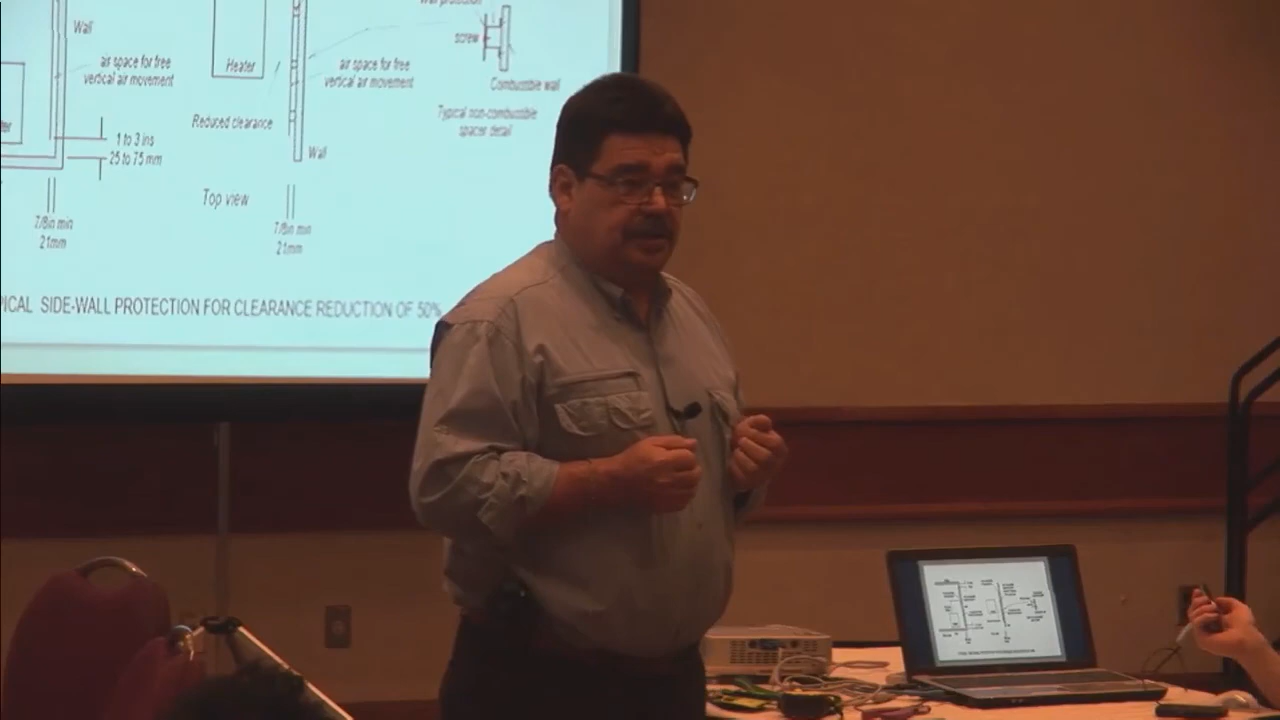 Wall
air space for free
vertical air movement
1 to 3 ins
25 to 75 mm
7/8in min
21mm
Heater
Reduced clearance
Top view
air space for free
vertical air movement
Wall
7/8in min
21mm
screw
Combustible wall
Typical non-combustible
spacer detail
SIDE-WALL PROTECTION FOR CLEARANCE REDUCTION OF 50%